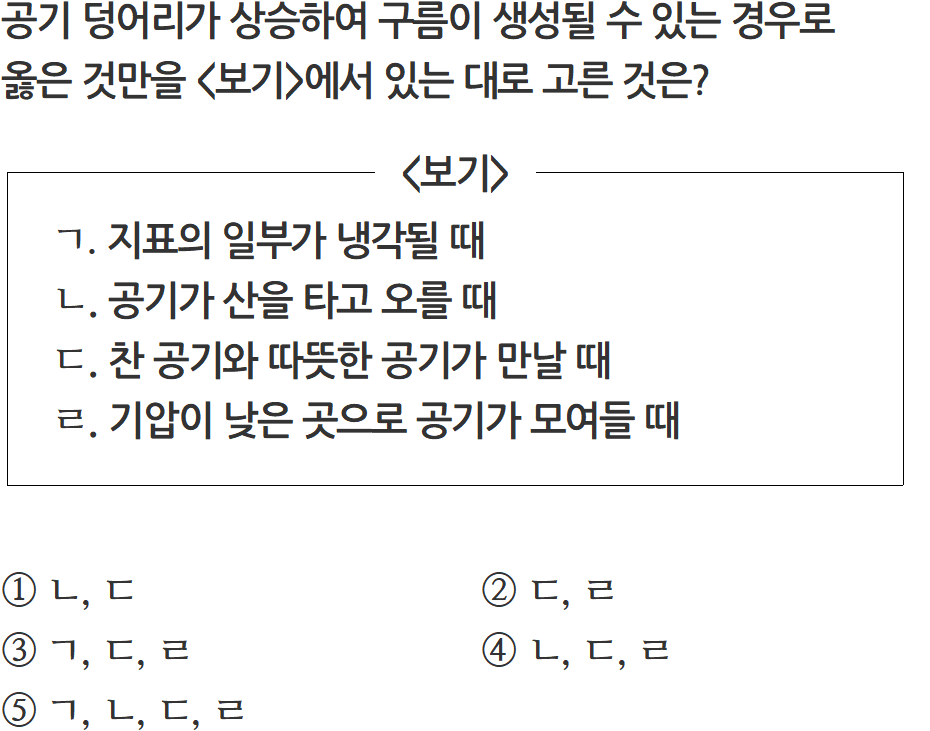 공기 덩어리가 상승하여 구름이 생성될 수 있는 경우로
옳은 것만을 <보기>에서 있는 대로 고른 것은?
<보기>
ㄱ. 지표의 일부가 냉각될 때
ㄴ. 공기가 산을 타고 오를 때
ㄷ. 찬 공기와 따뜻한 공기가 만날 때
ㄹ. 기압이 낮은 곳으로 공기가 모여들 때
① ㄴ, ㄷ
② ㄷ, ㄹ
③ ㄱ, ㄷ, ㄹ
④ ㄴ, ㄷ, ㄹ
⑤ ㄱ, ㄴ, ㄷ, ㄹ